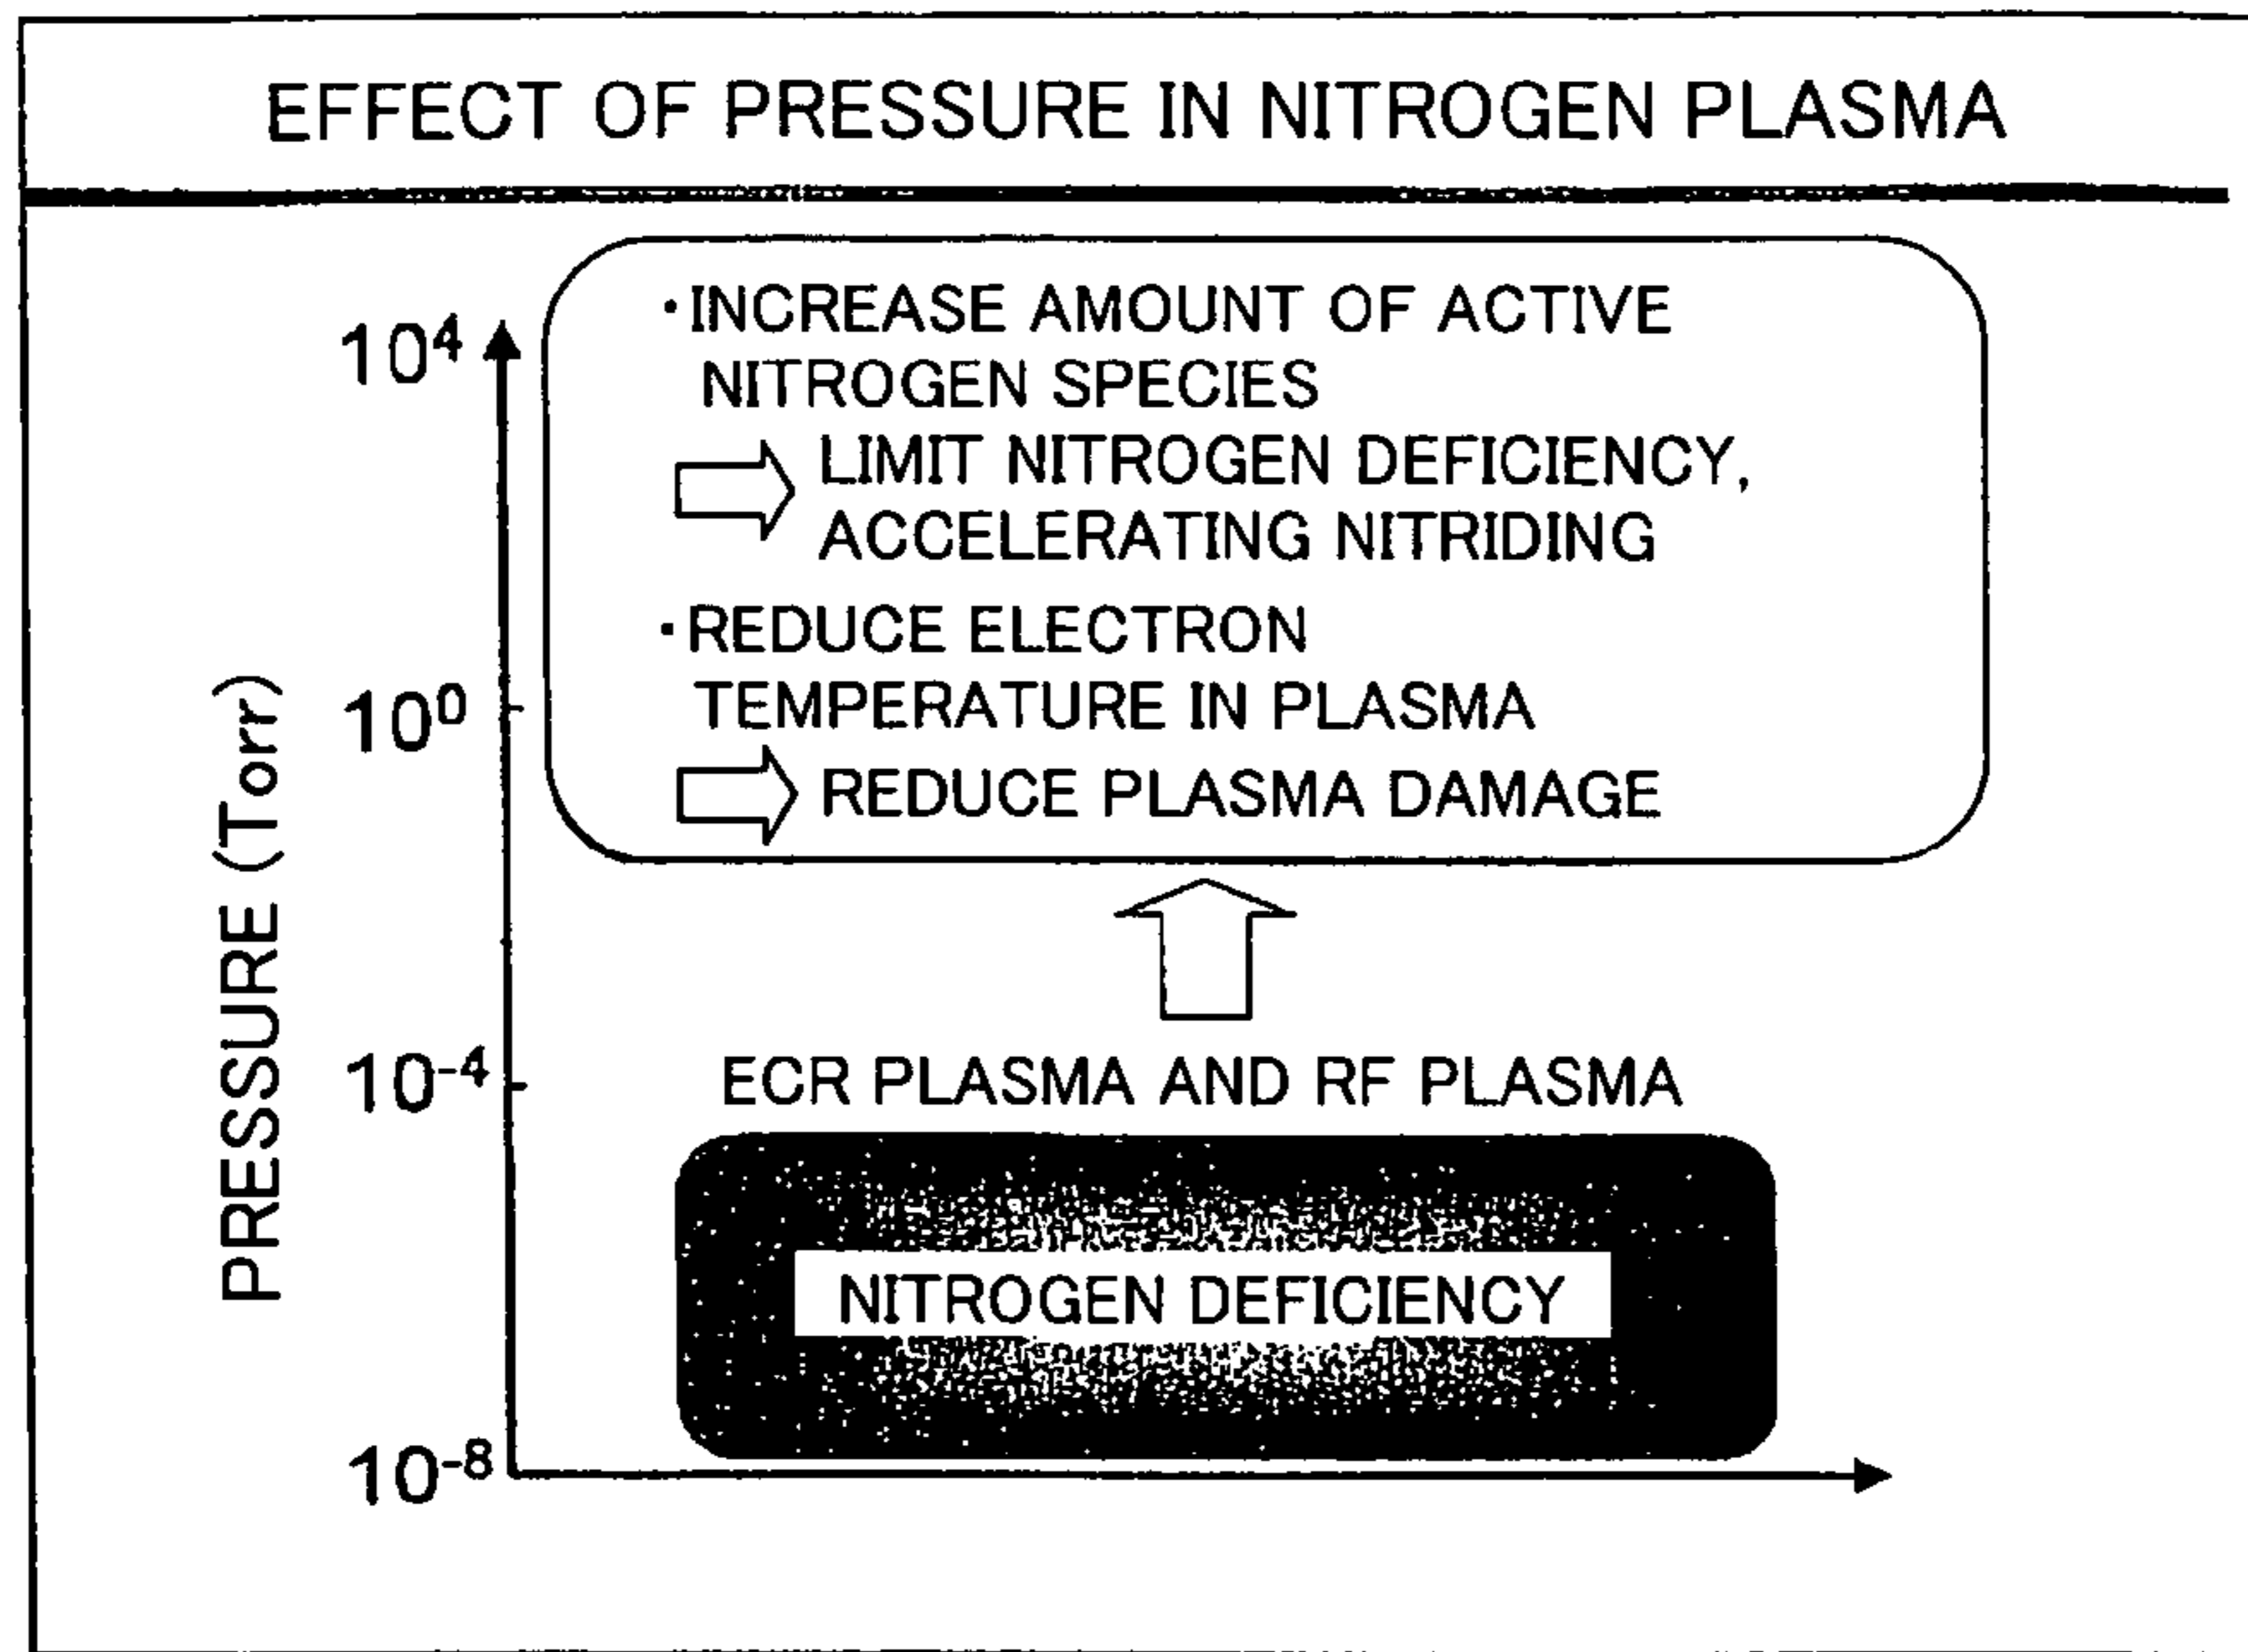 EFFECT OF PRESSURE IN NITROGEN PLASMA
・INCREASE AMOUNT OF ACTIVE
NITROGEN SPECIES
LIMIT NITROGEN DEFICIENCY,
ACCELERATING NITRIDING
・REDUCE ELECTRON
TEMPERATURE IN PLASMA
REDUCE PLASMA DAMAGE
PRESSURE (Torr)
10⁴
10⁰
10⁻⁴
10⁻⁸
ECR PLASMA AND RF PLASMA
NITROGEN DEFICIENCY